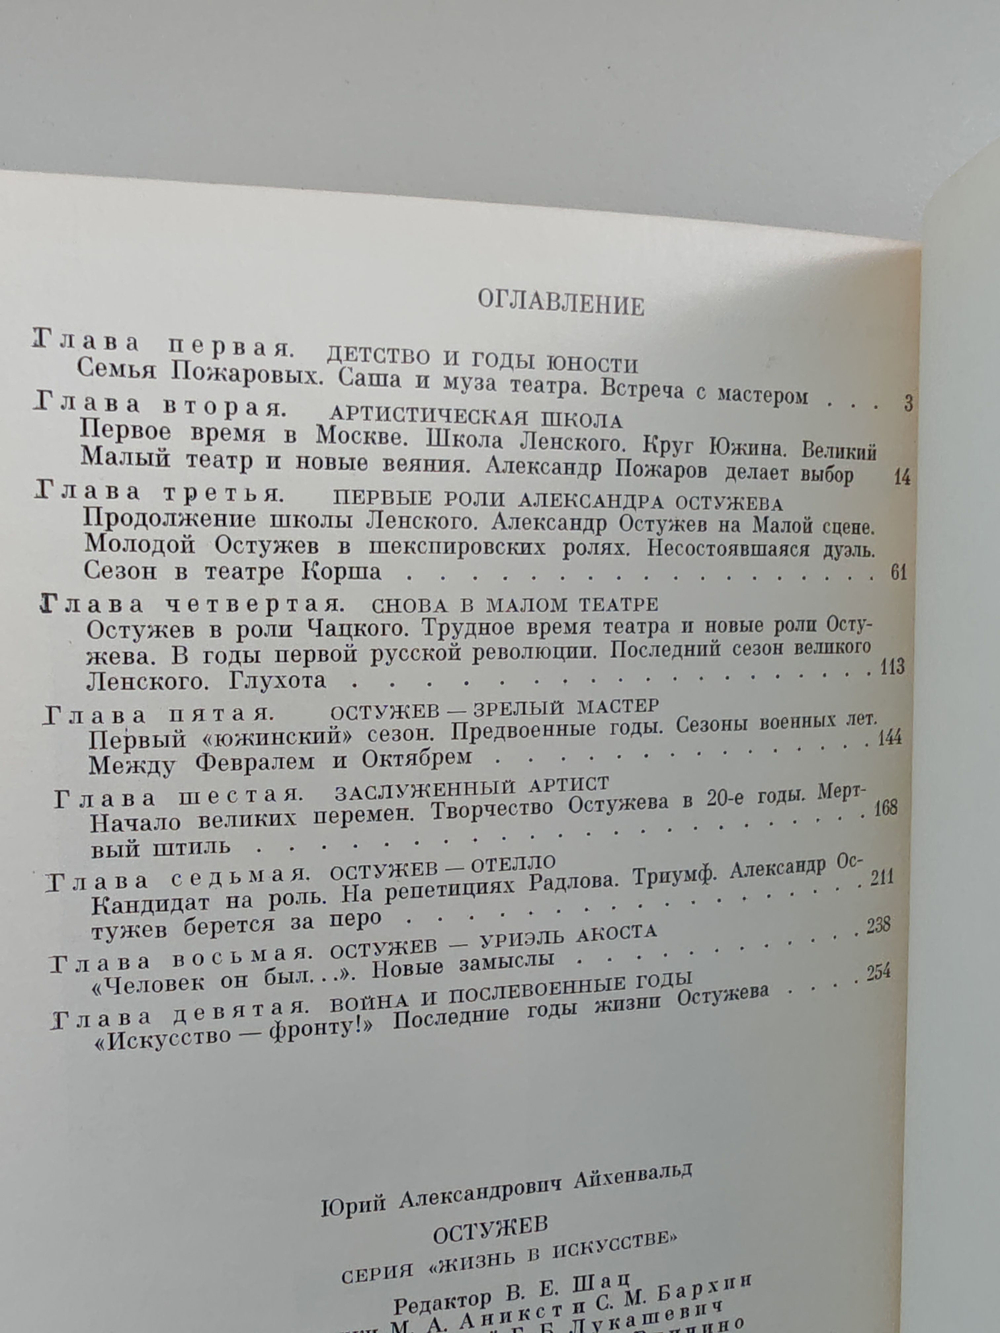 ОГЛАВЛЕНИЕ
Глава первая. ДЕТСТВО И ГОДЫ ЮНОСТИ
Семья Пожаровых. Саша и муза театра. Встреча с мастером . . . 3
Глава вторая. АРТИСТИЧЕСКАЯ ШКОЛА
Первое время в Москве. Школа Ленского. Круг Южина. Великий
Малый театр и новые веяния. Александр Пожаров делает выбор 14
Глава третья. ПЕРВЫЕ РОЛИ АЛЕКСАНДРА ОСТУЖЕВА
Продолжение школы Ленского. Александр Остужев на Малой сцене.
Молодой Остужев в шекспировских ролях. Несостоявшаяся дуэль.
Сезон в театре Корша . . . . . . . . . . . . . . . . . 61
Глава четвертая. СНОВА В МАЛОМ ТЕАТРЕ
Остужев в роли Чацкого. Трудное время театра и новые роли Осту-
жева. В годы первой русской революции. Последний сезон великого
Ленского. Глухота . . . . . . . . . . . . . . . . . . 113
Глава пятая. ОСТУЖЕВ — ЗРЕЛЫЙ МАСТЕР
Первый «южинский» сезон. Предвоенные годы. Сезоны военных лет.
Между Февралем и Октябрем . . . . . . . . . . . . . . 144
Глава шестая. ЗАСЛУЖЕННЫЙ АРТИСТ
Начало великих перемен. Творчество Остужева в 20-е годы. Мерт-
вый штиль . . . . . . . . . . . . . . . . . . . . . 168
Глава седьмая. ОСТУЖЕВ — ОТЕЛЛО
Кандидат на роль. На репетициях Радлова. Триумф. Александр Ос-
тужев берется за перо . . . . . . . . . . . . . . . . 211
Глава восьмая. ОСТУЖЕВ — УРИЭЛЬ АКОСТА
«Человек он был...». Новые замыслы . . . . . . . . . . . 238
Глава девятая. ВОЙНА И ПОСЛЕВОЕННЫЕ ГОДЫ
«Искусство — фронту!» Последние годы жизни Остужева . . . . 254
Юрий Александрович Айхенвальд
ОСТУЖЕВ
СЕРИЯ «ЖИЗНЬ В ИСКУССТВЕ»
Редактор В. Е. Шац
М. А. Аникст и С. М. Бархин
Г. Б. Лукашевич